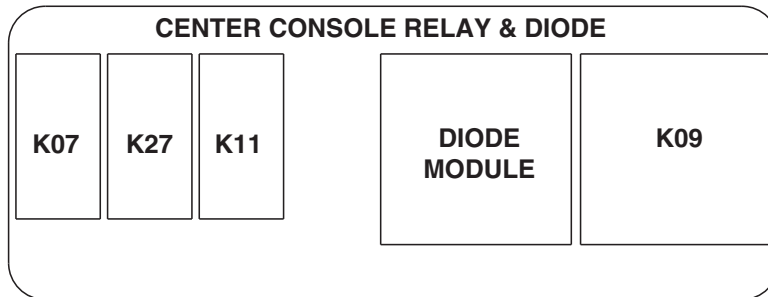 CENTER CONSOLE RELAY & DIODE
K07
K27
K11
DIODE
MODULE
K09